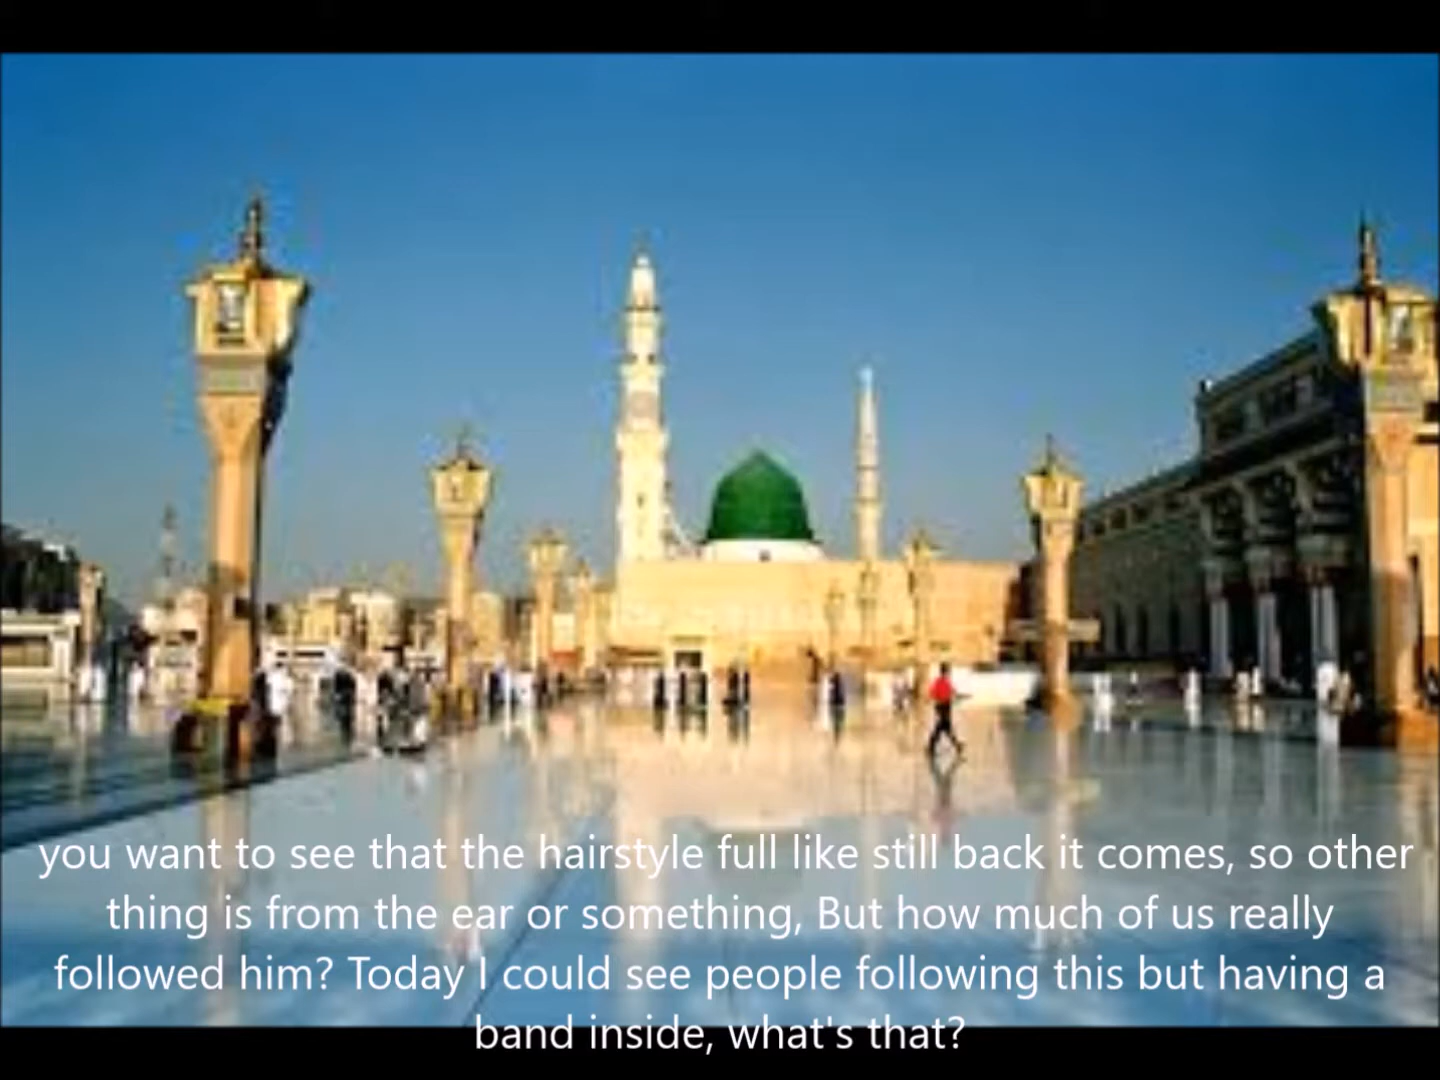 you want to see that the hairstyle full like still back it comes, so other
thing is from the ear or something, But how much of us really
followed him? Today I could see people following this but having a
band inside, what's that?